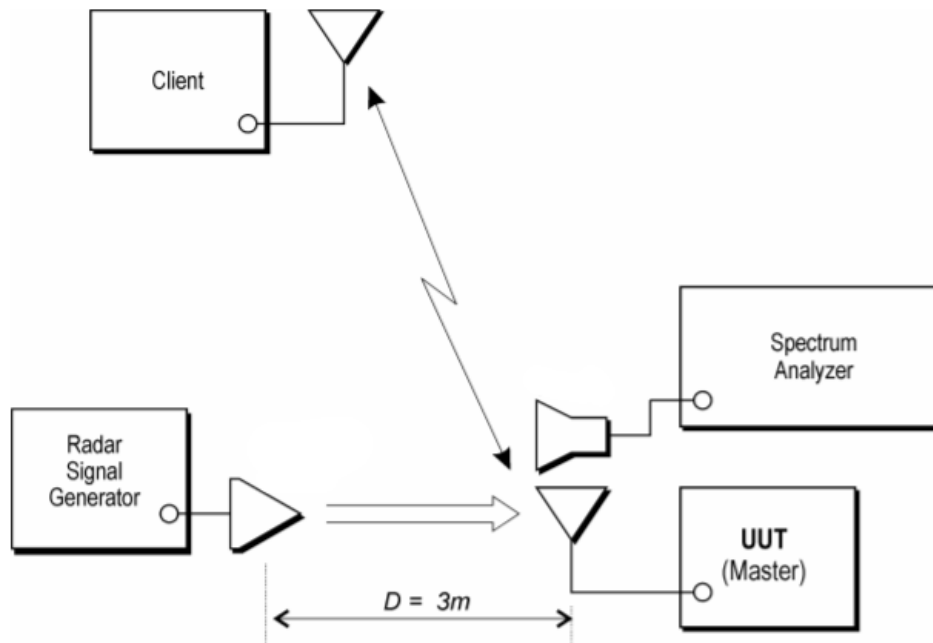 Client
Spectrum
Analyzer
Radar
Signal
Generator
UUT
(Master)
D = 3m